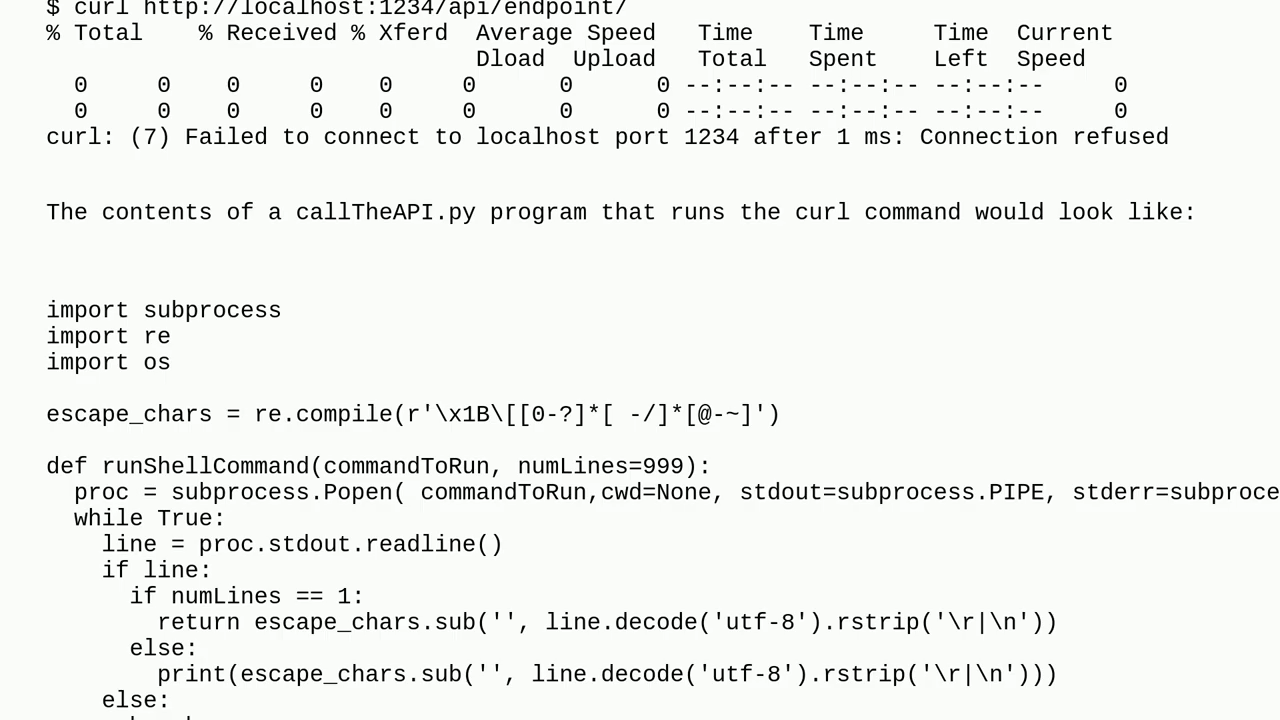 $ curl http://localhost:1234/api/endpoint/
% Total    % Received % Xferd  Average Speed   Time    Time     Time  Current
                               Dload  Upload   Total   Spent    Left  Speed
  0     0    0     0    0     0      0      0 --:--:-- --:--:-- --:--:--     0
  0     0    0     0    0     0      0      0 --:--:-- --:--:-- --:--:--     0
curl: (7) Failed to connect to localhost port 1234 after 1 ms: Connection refused
The contents of a callTheAPI.py program that runs the curl command would look like:
import subprocess
import re
import os
escape_chars = re.compile(r'\x1B\[[0-?]*[ -/]*[@-~]')
def runShellCommand(commandToRun, numLines=999):
  proc = subprocess.Popen( commandToRun,cwd=None, stdout=subprocess.PIPE, stderr=subproce
  while True:
    line = proc.stdout.readline()
    if line:
      if numLines == 1:
        return escape_chars.sub('', line.decode('utf-8').rstrip('\r|\n'))
      else:
        print(escape_chars.sub('', line.decode('utf-8').rstrip('\r|\n')))
    else: